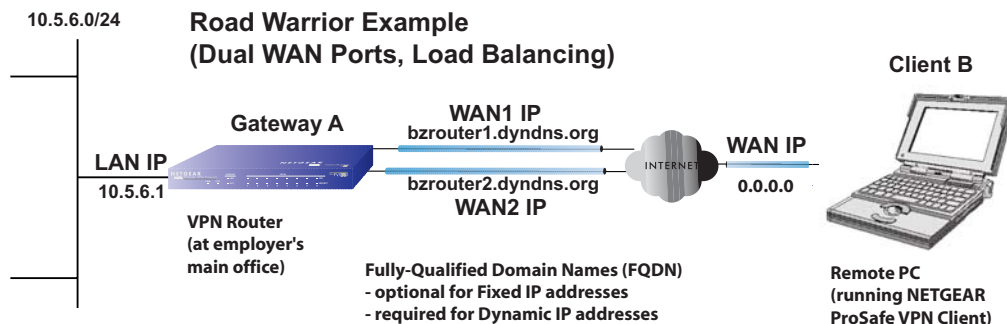 10.5.6.0/24
Road Warrior Example
(Dual WAN Ports, Load Balancing)
Client B
Gateway A
WAN1 IP
bzrouter1.dyndns.org
WAN IP
LAN IP
NETGEAR
INTERNET
10.5.6.1
bzrouter2.dyndns.org
0.0.0.0
WAN2 IP
VPN Router
(at employer's
main office)
Fully-Qualified Domain Names (FQDN)
- optional for Fixed IP addresses
- required for Dynamic IP addresses
Remote PC
(running NETGEAR
ProSafe VPN Client)